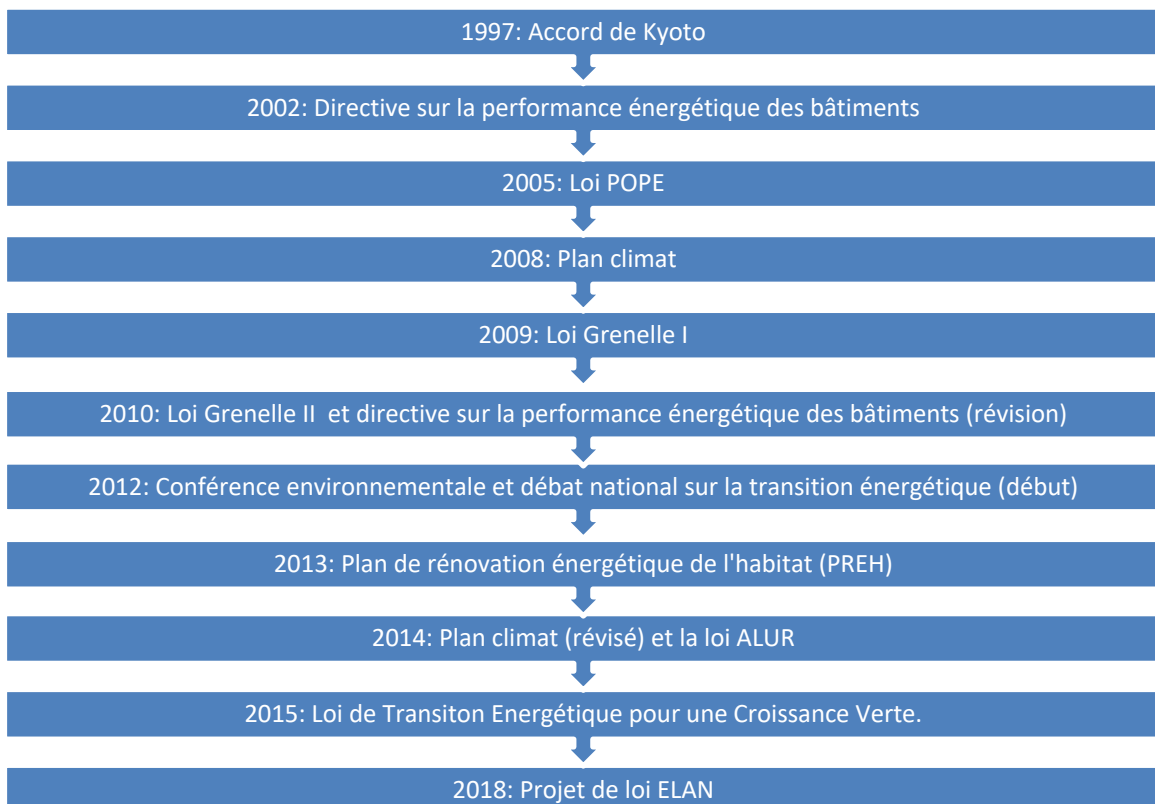 1997: Accord de Kyoto
2002: Directive sur la performance énergétique des bâtiments
2005: Loi POPE
2008: Plan climat
2009: Loi Grenelle I
2010: Loi Grenelle II  et directive sur la performance énergétique des bâtiments (révision)
2012: Conférence environnementale et débat national sur la transition énergétique (début)
2013: Plan de rénovation énergétique de l'habitat (PREH)
2014: Plan climat (révisé) et la loi ALUR
2015: Loi de Transiton Energétique pour une Croissance Verte.
2018: Projet de loi ELAN